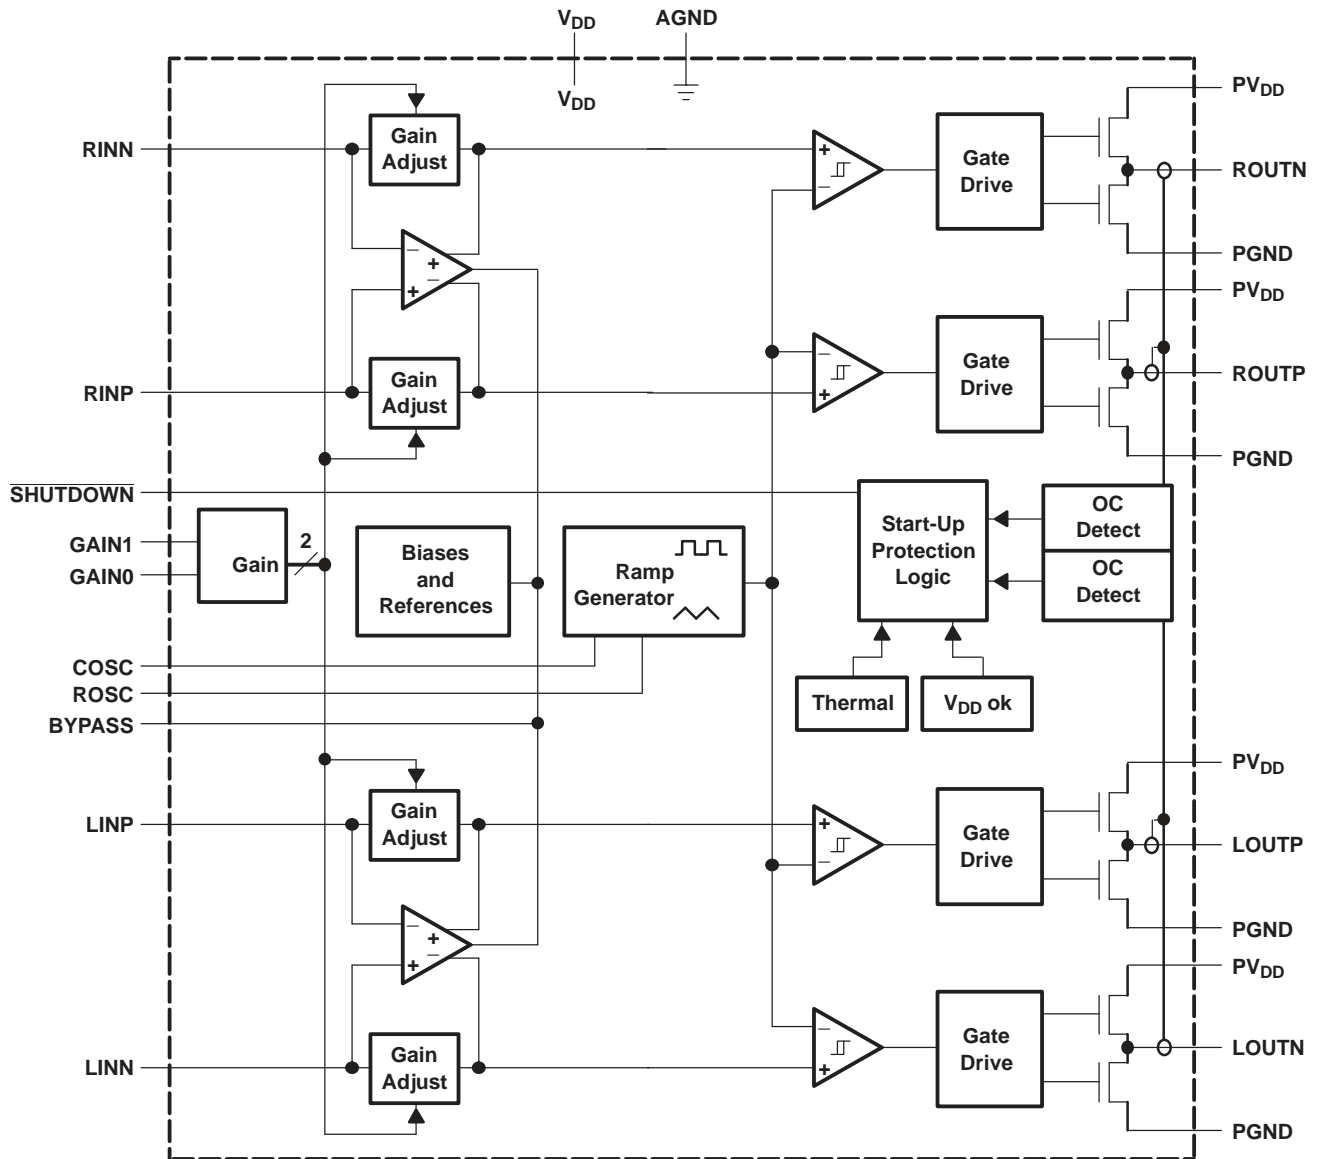 VDD AGND
VDD
PVDD
Gain
Adjust
RINN
+
−
Gate
Drive
ROUTN
−
+
−
+
PGND
PVDD
Gain
Adjust
RINP
−
+
Gate
Drive
ROUTP
PGND
SHUTDOWN
GAIN1
GAIN0
Gain
2
Biases
and
References
Ramp
Generator
Start-Up
Protection
Logic
OC
Detect
OC
Detect
COSC
ROSC
BYPASS
Thermal
VDD ok
PVDD
Gain
Adjust
LINP
+
−
Gate
Drive
LOUTP
−
+
−
+
PGND
PVDD
Gain
Adjust
LINN
−
+
Gate
Drive
LOUTN
PGND